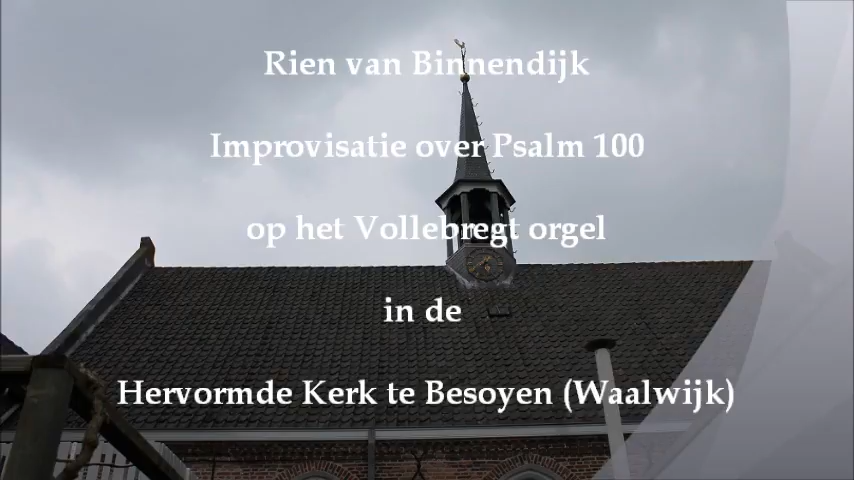 Rien van Binnendijk
Improvisatie over Psalm 100
op het Vollebregt orgel
in de
Hervormde Kerk te Besoyen (Waalwijk)